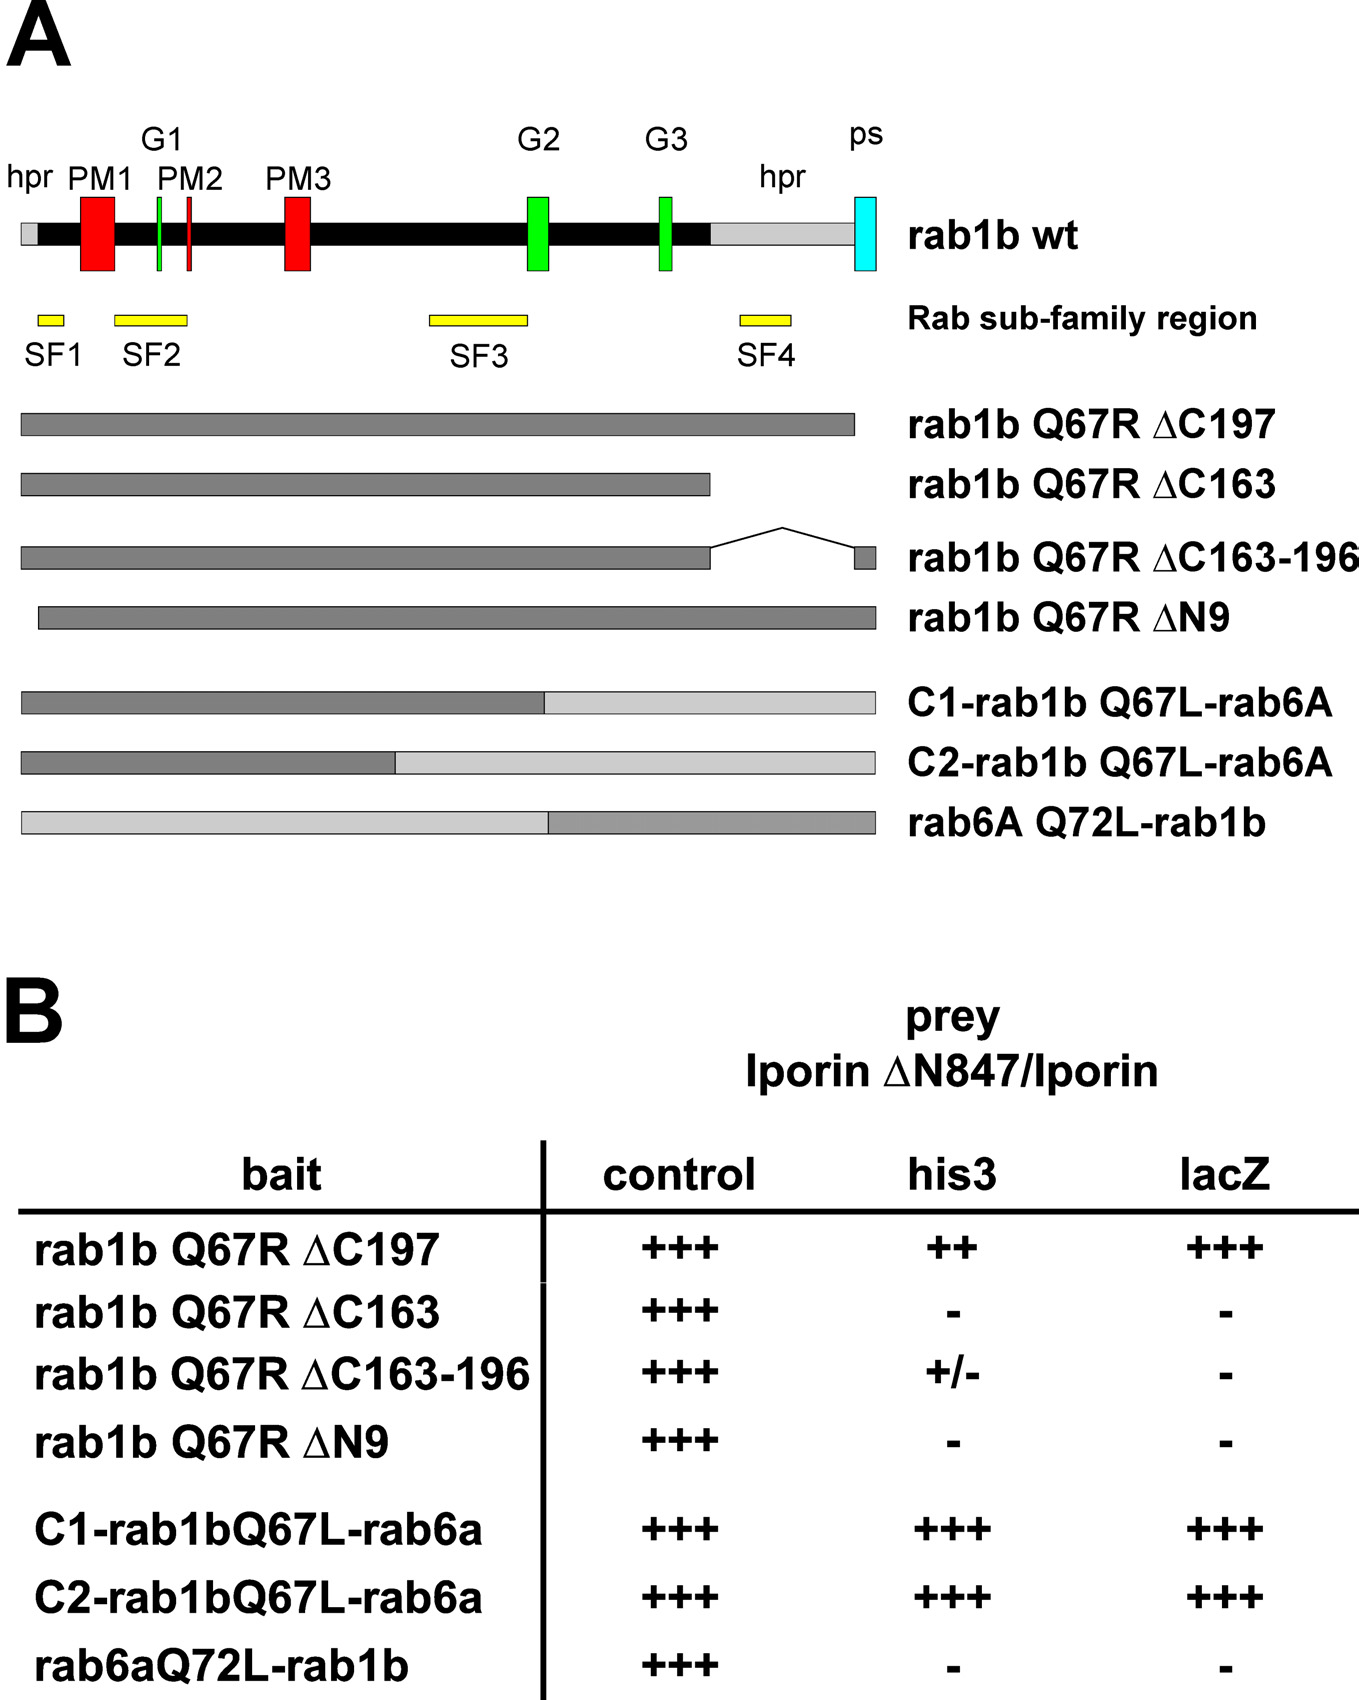 A
G1 G2 G3 ps
hpr PM1 PM2 PM3 hpr
rab1b wt
Rab sub-family region
SF1 SF2 SF3 SF4
rab1b Q67R ΔC197
rab1b Q67R ΔC163
rab1b Q67R ΔC163-196
rab1b Q67R ΔN9
C1-rab1b Q67L-rab6A
C2-rab1b Q67L-rab6A
rab6A Q72L-rab1b
B
prey
Iporin ΔN847/Iporin
bait control his3 lacZ
rab1b Q67R ΔC197 +++ ++ +++
rab1b Q67R ΔC163 +++ - -
rab1b Q67R ΔC163-196 +++ +/- -
rab1b Q67R ΔN9 +++ - -
C1-rab1bQ67L-rab6a +++ +++ +++
C2-rab1bQ67L-rab6a +++ +++ +++
rab6aQ72L-rab1b +++ - -